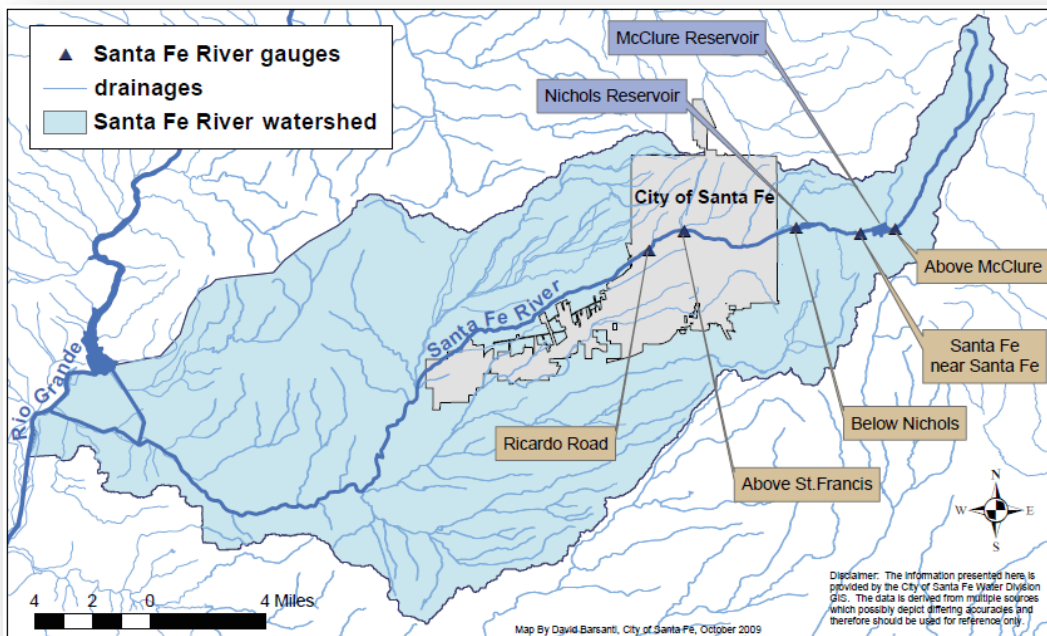 Santa Fe River gauges
drainages
Santa Fe River watershed
McClure Reservoir
Nichols Reservoir
City of Santa Fe
Above McClure
Santa Fe
near Santa Fe
Below Nichols
Above St.Francis
Ricardo Road
Santa Fe River
Rio Grande
N
W
E
S
4 2 0 4 Miles
Disclaimer: The information presented here is
provided by the City of Santa Fe Water Division
GIS. The data is derived from multiple sources
which possibly depict differing accuracies and
therefore should be used for reference only.
Map By David Barsanti, City of Santa Fe, October 2009